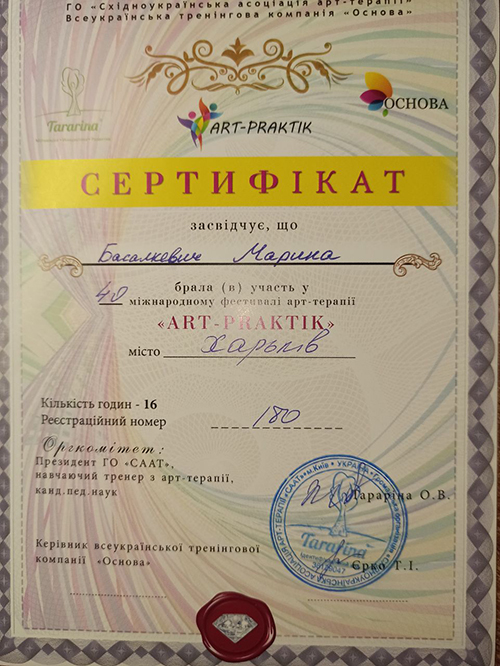 ГО «Східноукраїнська асоціація арт-терапії»
Всеукраїнська тренінгова компанія «Основа»
Tararina
ОСНОВА
ART-PRAKTIK
СЕРТИФІКАТ
засвідчує, що
Басалкевич Марина
40 брала (в) участь у
міжнародному фестивалі арт-терапії
«ART-PRAKTIK»
місто Харьків
Кількість годин - 16
Реєстраційний номер 180
Оргкомітет:
Президент ГО «СААТ»,
навчаючий тренер з арт-терапії,
канд.пед.наук
Тараріна О.В.
Tararina
Керівник всеукраїнської тренінгової
компанії «Основа»
Єрко Т.І.